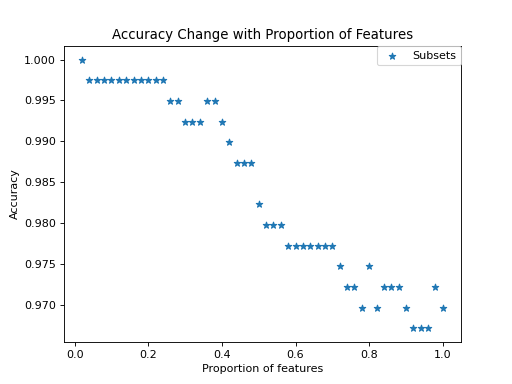 Accuracy Change with Proportion of Features
Subsets
1.000
0.995
0.990
0.985
0.980
0.975
0.970
Accuracy
0.0 0.2 0.4 0.6 0.8 1.0
Proportion of features